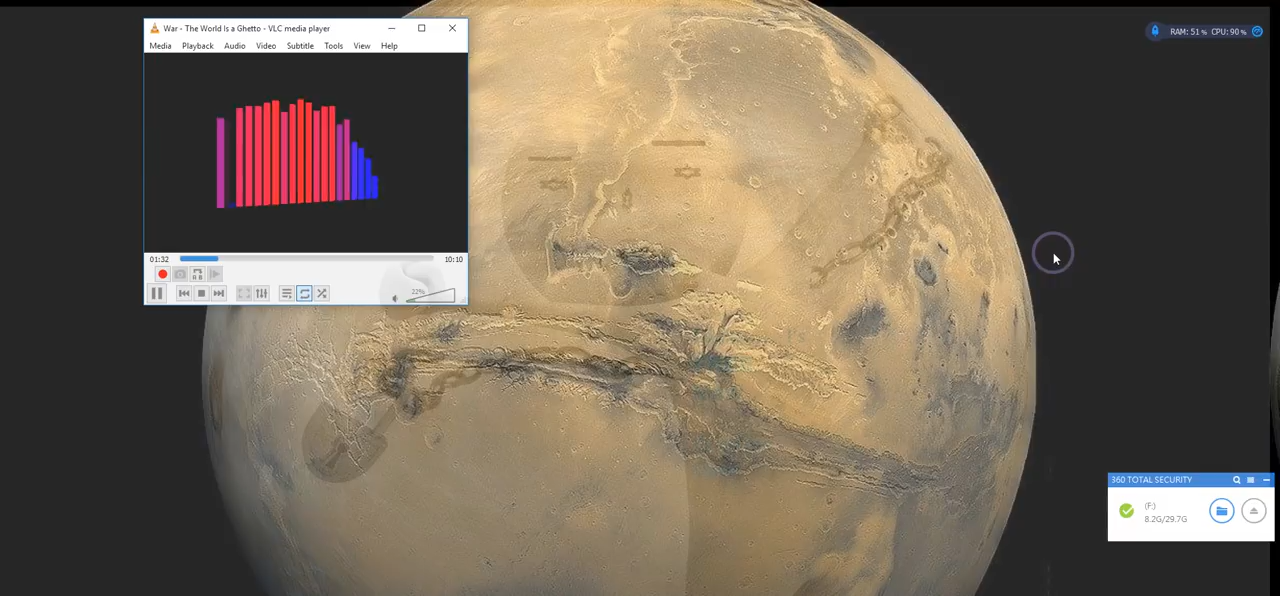 War - The World Is a Ghetto - VLC media player
Media Playback Audio Video Subtitle Tools View Help
RAM: 51% CPU: 90%
01:32 10:10
22%
360 TOTAL SECURITY
(F:)
8.2G/29.7G